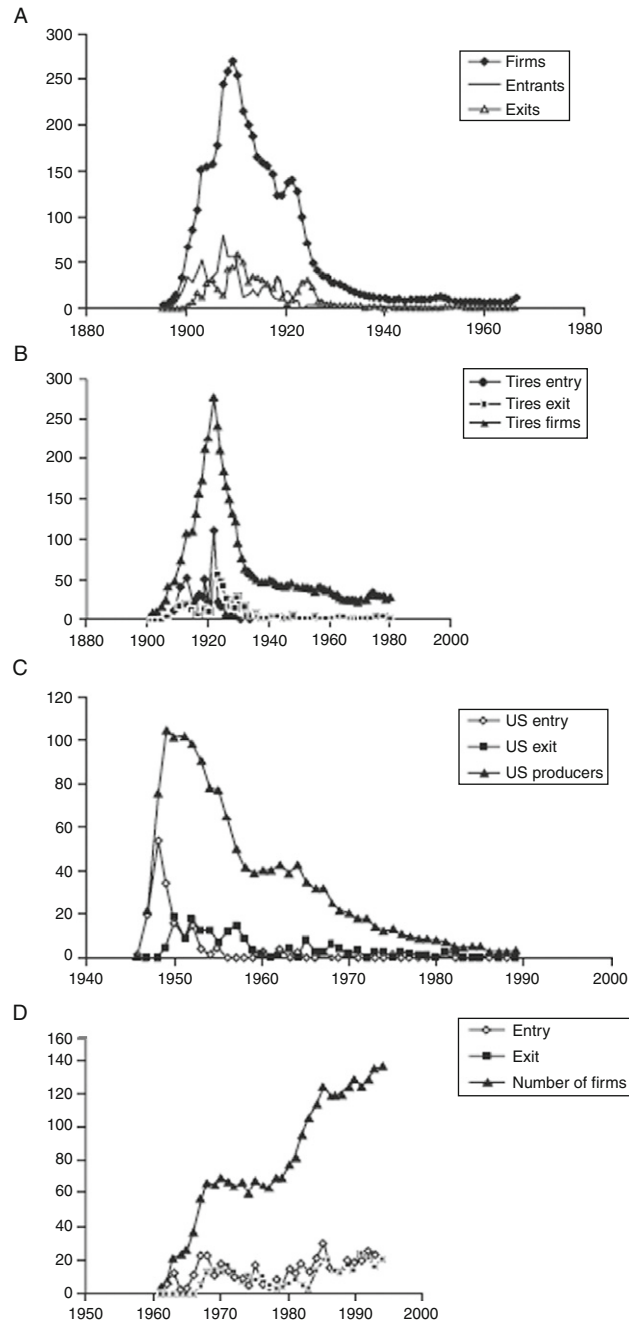 A
300
250
200
150
100
50
0
1880 1900 1920 1940 1960 1980
Firms
Entrants
Exits
B
300
250
200
150
100
50
0
1880 1900 1920 1940 1960 1980 2000
Tires entry
Tires exit
Tires firms
C
120
100
80
60
40
20
0
1940 1950 1960 1970 1980 1990 2000
US entry
US exit
US producers
D
160
140
120
100
80
60
40
20
0
1950 1960 1970 1980 1990 2000
Entry
Exit
Number of firms